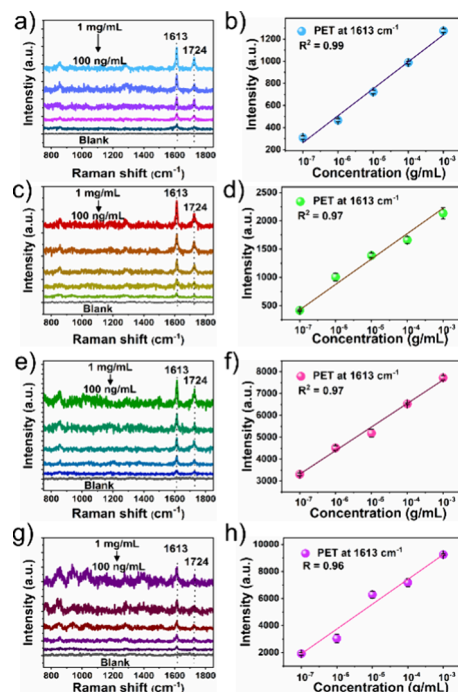 a)
1 mg/mL
100 ng/mL
1613
1724
Blank
800 1000 1200 1400 1600 1800
Raman shift (cm-1)
Intenstiy (a.u.)
b)
PET at 1613 cm-1
R2 = 0.99
1200
1000
800
600
400
200
10-7 10-6 10-5 10-4 10-3
Concentration (g/mL)
Intensity (a.u.)
c)
1 mg/mL
100 ng/mL
1613
1724
Blank
800 1000 1200 1400 1600 1800
Raman shift (cm-1)
Intensity (a.u.)
d)
PET at 1613 cm-1
R2 = 0.97
2500
2000
1500
1000
500
10-7 10-6 10-5 10-4 10-3
Concentration (g/mL)
Intensity (a.u.)
e)
1 mg/mL
100 ng/mL
1613
1724
Blank
800 1000 1200 1400 1600 1800
Raman shift (cm-1)
Intensity (a.u.)
f)
PET at 1613 cm-1
R2 = 0.97
8000
7000
6000
5000
4000
3000
10-7 10-6 10-5 10-4 10-3
Concentration (g/mL)
Intensity (a.u.)
g)
1 mg/mL
100 ng/mL
1613
1724
Blank
800 1000 1200 1400 1600 1800
Raman shift (cm-1)
Intensity (a.u.)
h)
PET at 1613 cm-1
R = 0.96
10000
8000
6000
4000
2000
10-7 10-6 10-5 10-4 10-3
Concentration (g/mL)
Intensity (a.u.)